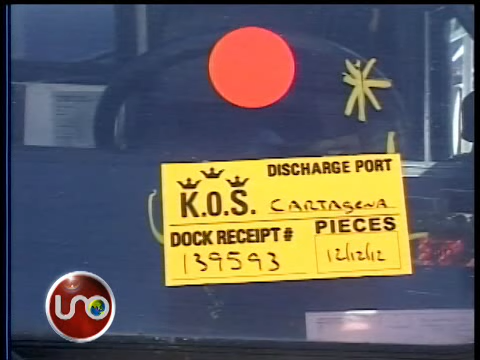 DISCHARGE PORT
K.O.S. CARTAGENA
DOCK RECEIPT# PIECES
139593 12/12/12
UNO